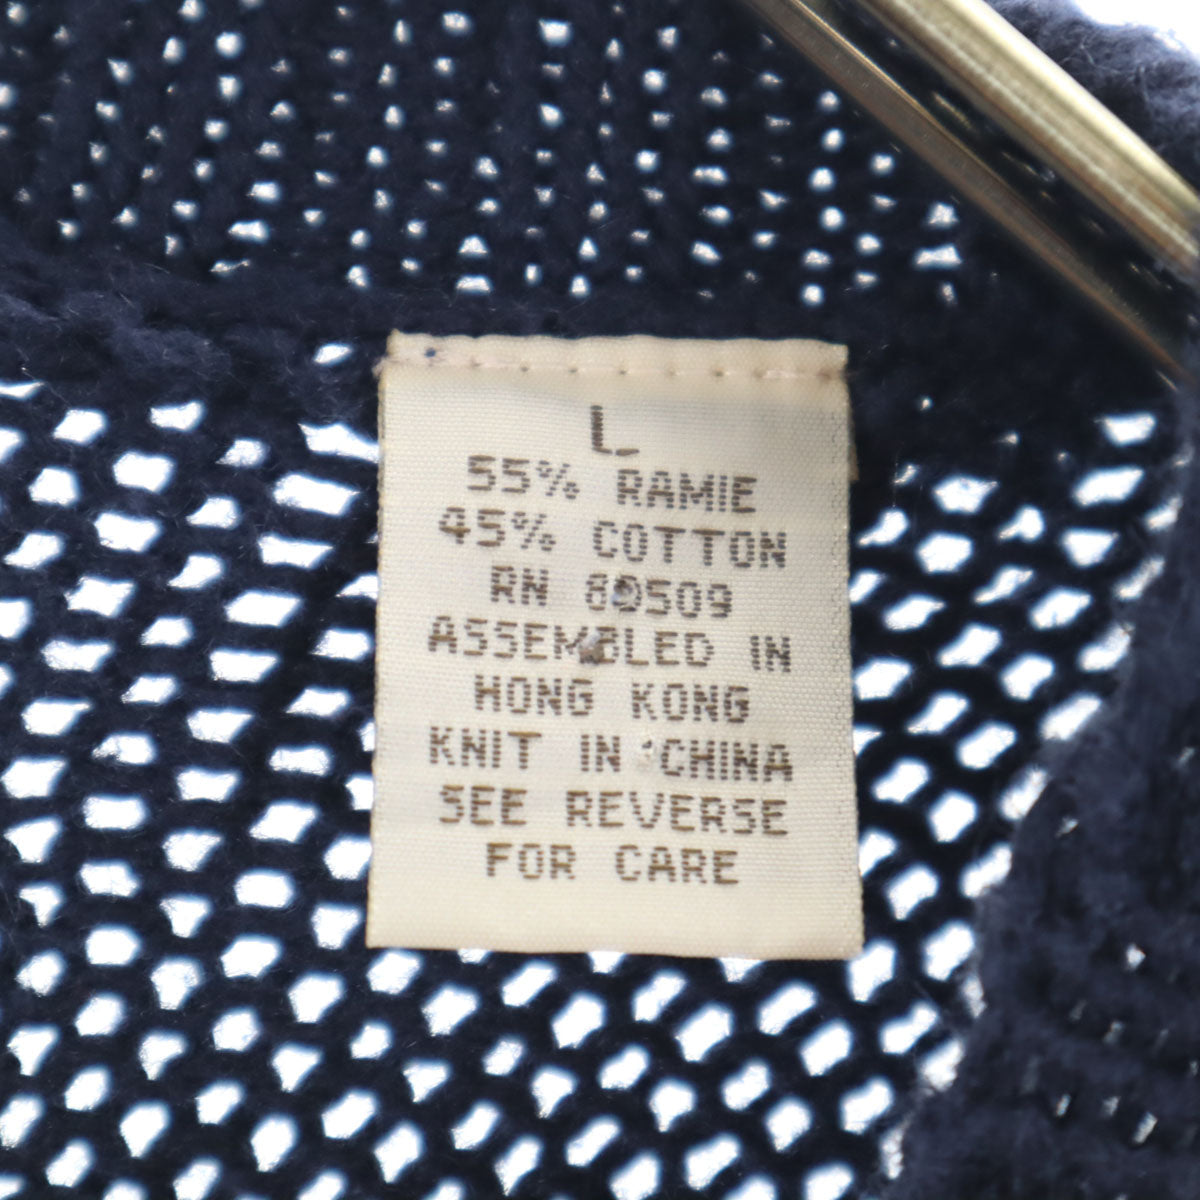 L
55% RAMIE
45% COTTON
RN 80509
ASSEMBLED IN
HONG KONG
KNIT IN CHINA
SEE REVERSE
FOR CARE